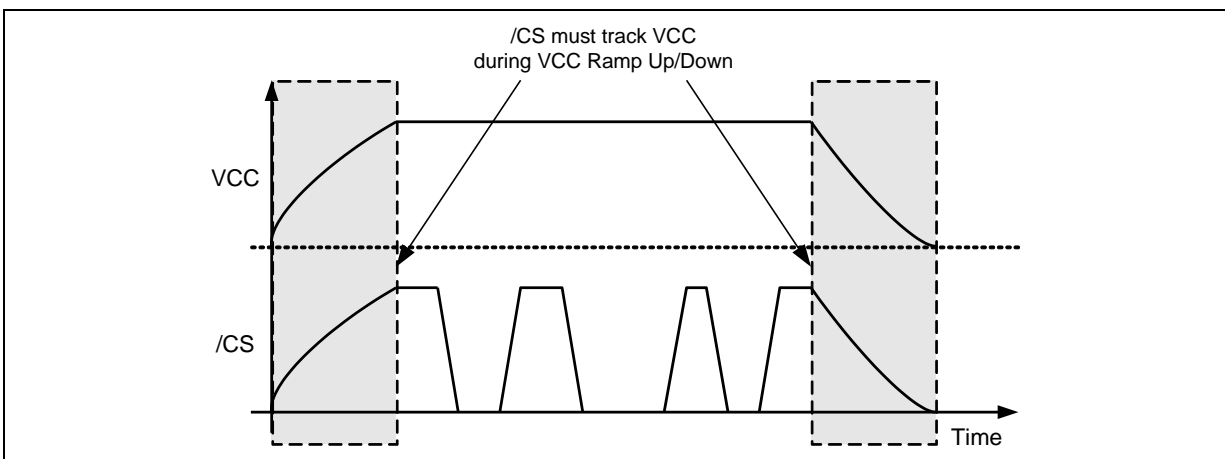 /CS must track VCC
during VCC Ramp Up/Down
VCC
/CS
Time